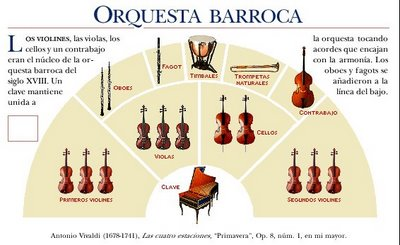 ORQUESTA BARROCA
LOS VIOLINES, las violas, los
cellos y un contrabajo
eran el núcleo de la or-
questa barroca del
siglo XVIII. Un
clave mantiene
unida a
la orquesta tocando
acordes que encajan
con la armonía. Los
oboes y fagots se
añadieron a la
línea del bajo.
OBOES
FAGOT
TIMBALES
TROMPETAS
NATURALES
CONTRABAJO
VIOLAS
CELLOS
PRIMEROS VIOLINES
CLAVE
SEGUNDOS VIOLINES
Antonio Vivaldi (1678-1741), Las cuatro estaciones, “Primavera”, Op. 8, núm. 1, en mi mayor.